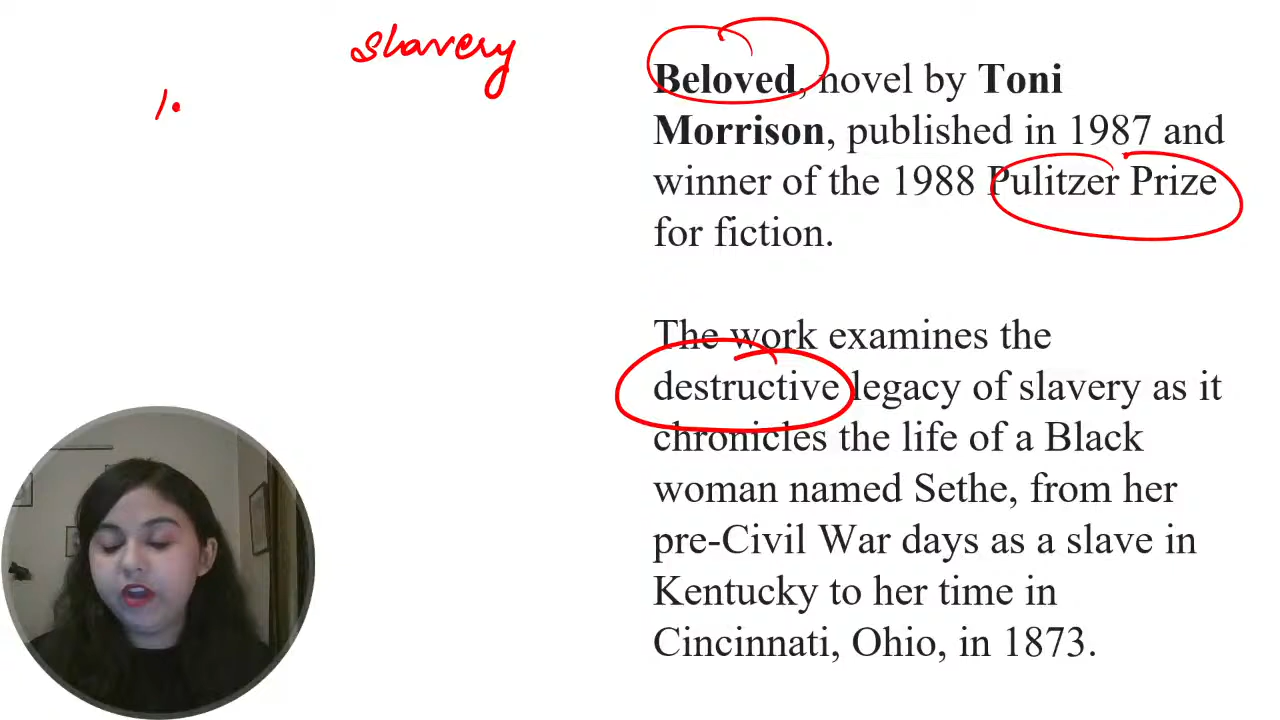 slavery
1.
Beloved, novel by Toni
Morrison, published in 1987 and
winner of the 1988 Pulitzer Prize
for fiction.
The work examines the
destructive legacy of slavery as it
chronicles the life of a Black
woman named Sethe, from her
pre-Civil War days as a slave in
Kentucky to her time in
Cincinnati, Ohio, in 1873.